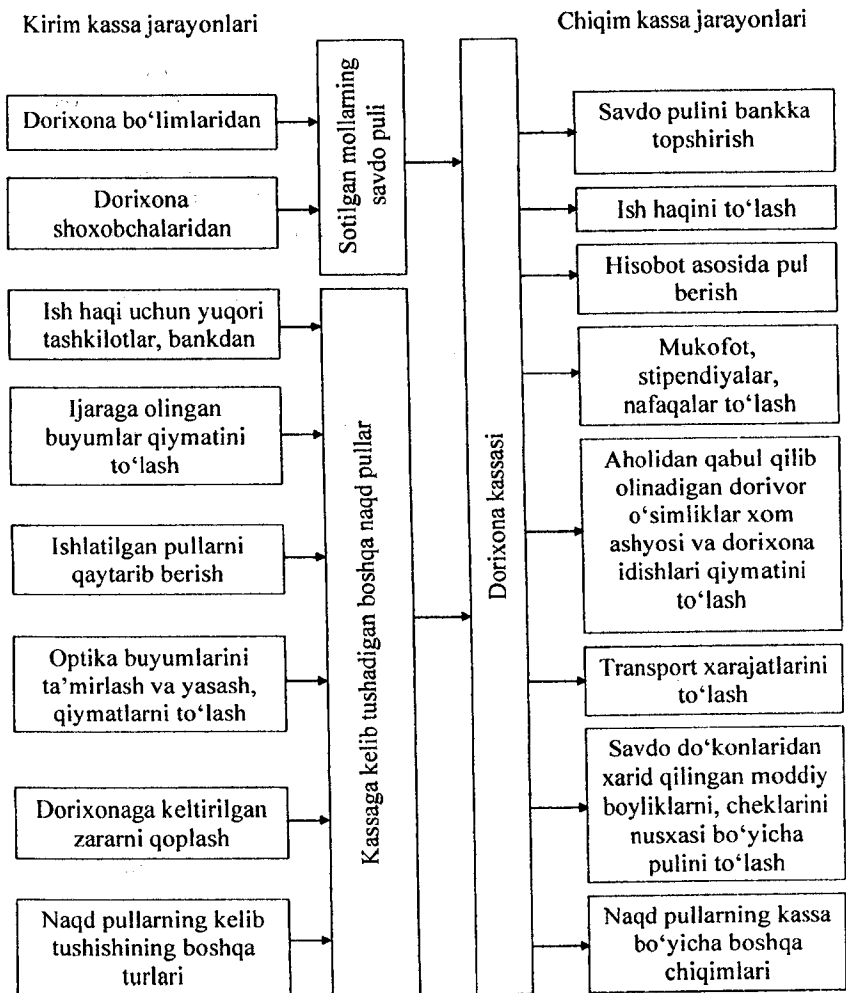 Kirim kassa jarayonlari
Chiqim kassa jarayonlari
Dorixona bo‘limlaridan
Dorixona
shoxobchalaridan
Sotilgan mollarning
savdo puli
Ish haqi uchun yuqori
tashkilotlar, bankdan
Ijaraga olingan
buyumlar qiymatini
to‘lash
Ishlatilgan pullarni
qaytarib berish
Optika buyumlarini
ta’mirlash va yasash,
qiymatlarni to‘lash
Dorixonaga keltirilgan
zararni qoplash
Naqd pullarning kelib
tushishining boshqa
turlari
Kassaga kelib tushadigan boshqa naqd pullar
Dorixona kassasi
Savdo pulini bankka
topshirish
Ish haqini to‘lash
Hisobot asosida pul
berish
Mukofot,
stipendiyalar,
nafaqalar to‘lash
Aholidan qabul qilib
olinadigan dorivor
o‘simliklar xom
ashyosi va dorixona
idishlari qiymatini
to‘lash
Transport xarajatlarini
to‘lash
Savdo do‘konlaridan
xarid qilingan moddiy
boyliklarni, cheklarini
nusxasi bo‘yicha
pulini to‘lash
Naqd pullarning kassa
bo‘yicha boshqa
chiqimlari